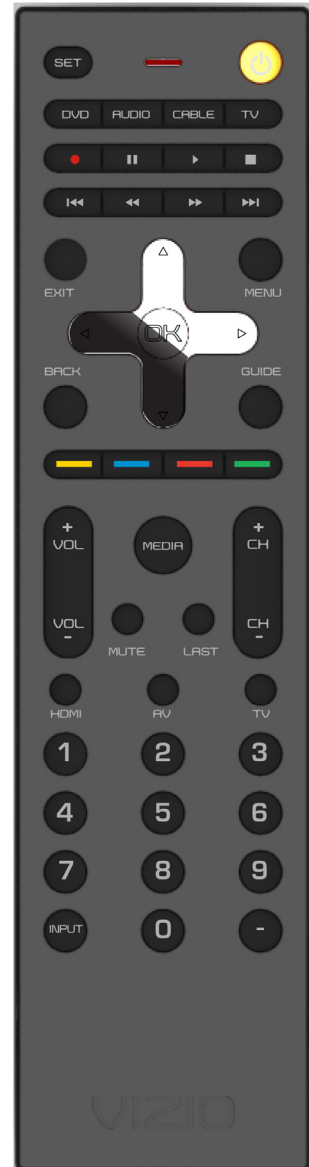 SET
DVD AUDIO CABLE TV
EXIT MENU
OK
BACK GUIDE
+ +
VOL MEDIA CH
VOL CH
- -
MUTE LAST
HDMI AV TV
1 2 3
4 5 6
7 8 9
INPUT 0 -
VIZIO